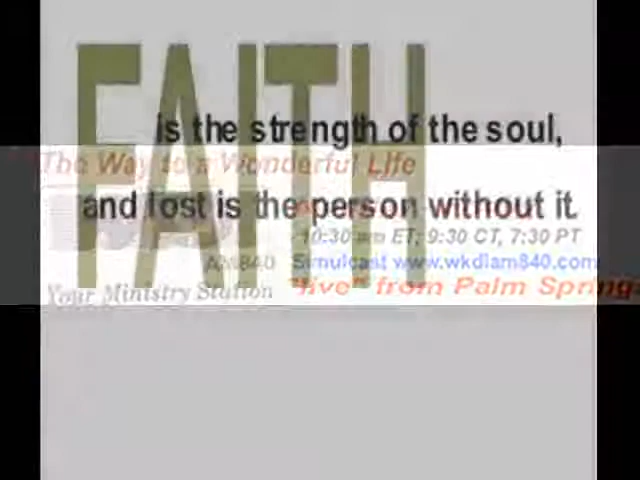 FAITH
is the strength of the soul,
The Way to a Wonderful Life
and lost is the person without it.
10:30 am ET; 9:30 CT, 7:30 PT
AM840 Simulcast www.wkdiam840.com
Your Ministry Station "live" from Palm Springs